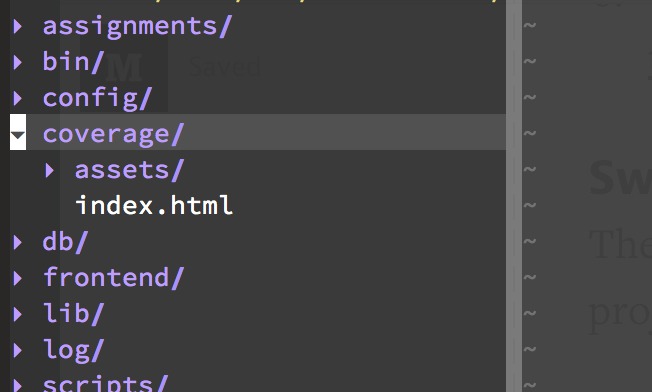 ▸ assignments/
▸ bin/
▸ config/
▾ coverage/
▸ assets/
index.html
▸ db/
▸ frontend/
▸ lib/
▸ log/
▸ scripts/
~
~
~
~
~
~
~
~
~
~
~
M Saved
Sw
The
pro